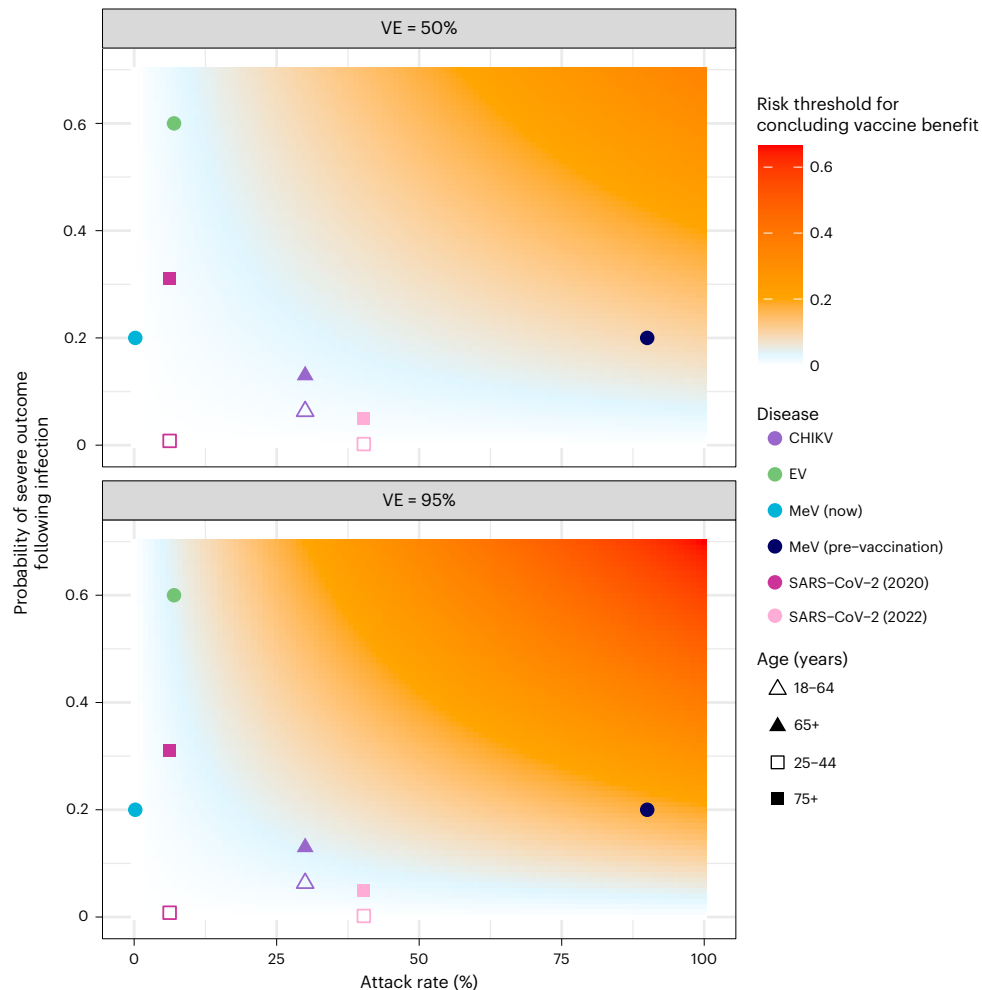 VE = 50%
0.6
0.4
0.2
0
VE = 95%
0.6
0.4
0.2
0
0
25
50
75
100
Attack rate (%)
Probability of severe outcome
following infection
Risk threshold for
concluding vaccine benefit
0.6
0.4
0.2
0
Disease
CHIKV
EV
MeV (now)
MeV (pre−vaccination)
SARS−CoV−2 (2020)
SARS−CoV−2 (2022)
Age (years)
18–64
65+
25–44
75+